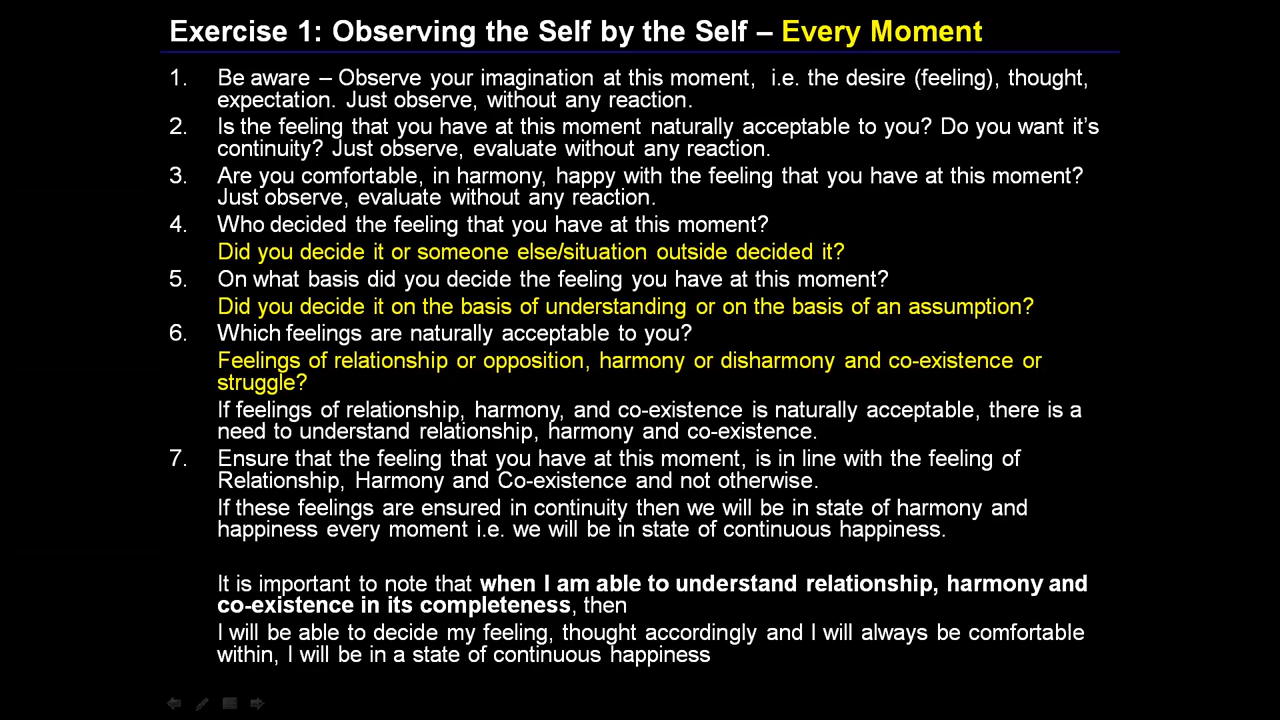 Exercise 1: Observing the Self by the Self – Every Moment
1. Be aware – Observe your imagination at this moment, i.e. the desire (feeling), thought,
expectation. Just observe, without any reaction.
2. Is the feeling that you have at this moment naturally acceptable to you? Do you want it's
continuity? Just observe, evaluate without any reaction.
3. Are you comfortable, in harmony, happy with the feeling that you have at this moment?
Just observe, evaluate without any reaction.
4. Who decided the feeling that you have at this moment?
Did you decide it or someone else/situation outside decided it?
5. On what basis did you decide the feeling you have at this moment?
Did you decide it on the basis of understanding or on the basis of an assumption?
6. Which feelings are naturally acceptable to you?
Feelings of relationship or opposition, harmony or disharmony and co-existence or
struggle?
If feelings of relationship, harmony, and co-existence is naturally acceptable, there is a
need to understand relationship, harmony and co-existence.
7. Ensure that the feeling that you have at this moment, is in line with the feeling of
Relationship, Harmony and Co-existence and not otherwise.
If these feelings are ensured in continuity then we will be in state of harmony and
happiness every moment i.e. we will be in state of continuous happiness.
It is important to note that when I am able to understand relationship, harmony and
co-existence in its completeness, then
I will be able to decide my feeling, thought accordingly and I will always be comfortable
within, I will be in a state of continuous happiness